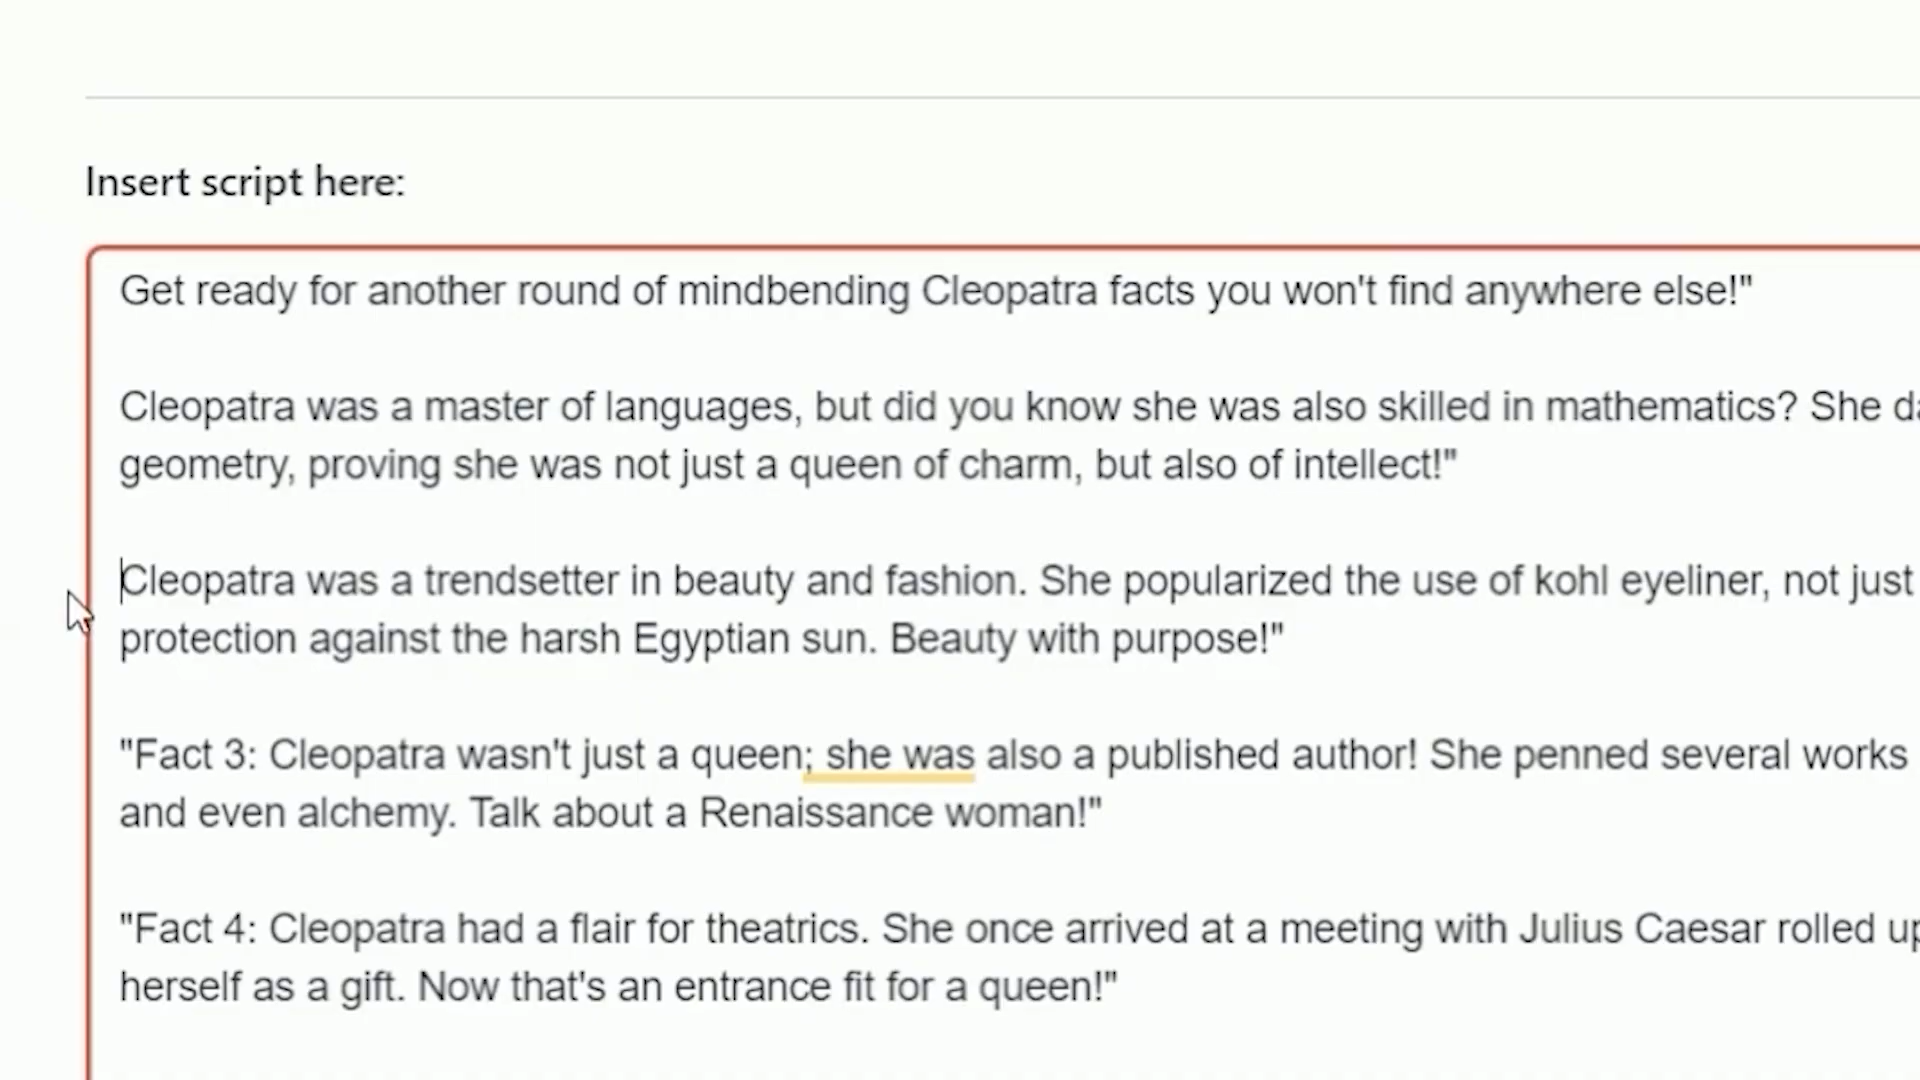 Insert script here:
Get ready for another round of mindbending Cleopatra facts you won't find anywhere else!"
Cleopatra was a master of languages, but did you know she was also skilled in mathematics? She
geometry, proving she was not just a queen of charm, but also of intellect!"
Cleopatra was a trendsetter in beauty and fashion. She popularized the use of kohl eyeliner, not just
protection against the harsh Egyptian sun. Beauty with purpose!"
"Fact 3: Cleopatra wasn't just a queen; she was also a published author! She penned several works
and even alchemy. Talk about a Renaissance woman!"
"Fact 4: Cleopatra had a flair for theatrics. She once arrived at a meeting with Julius Caesar rolled up
herself as a gift. Now that's an entrance fit for a queen!"